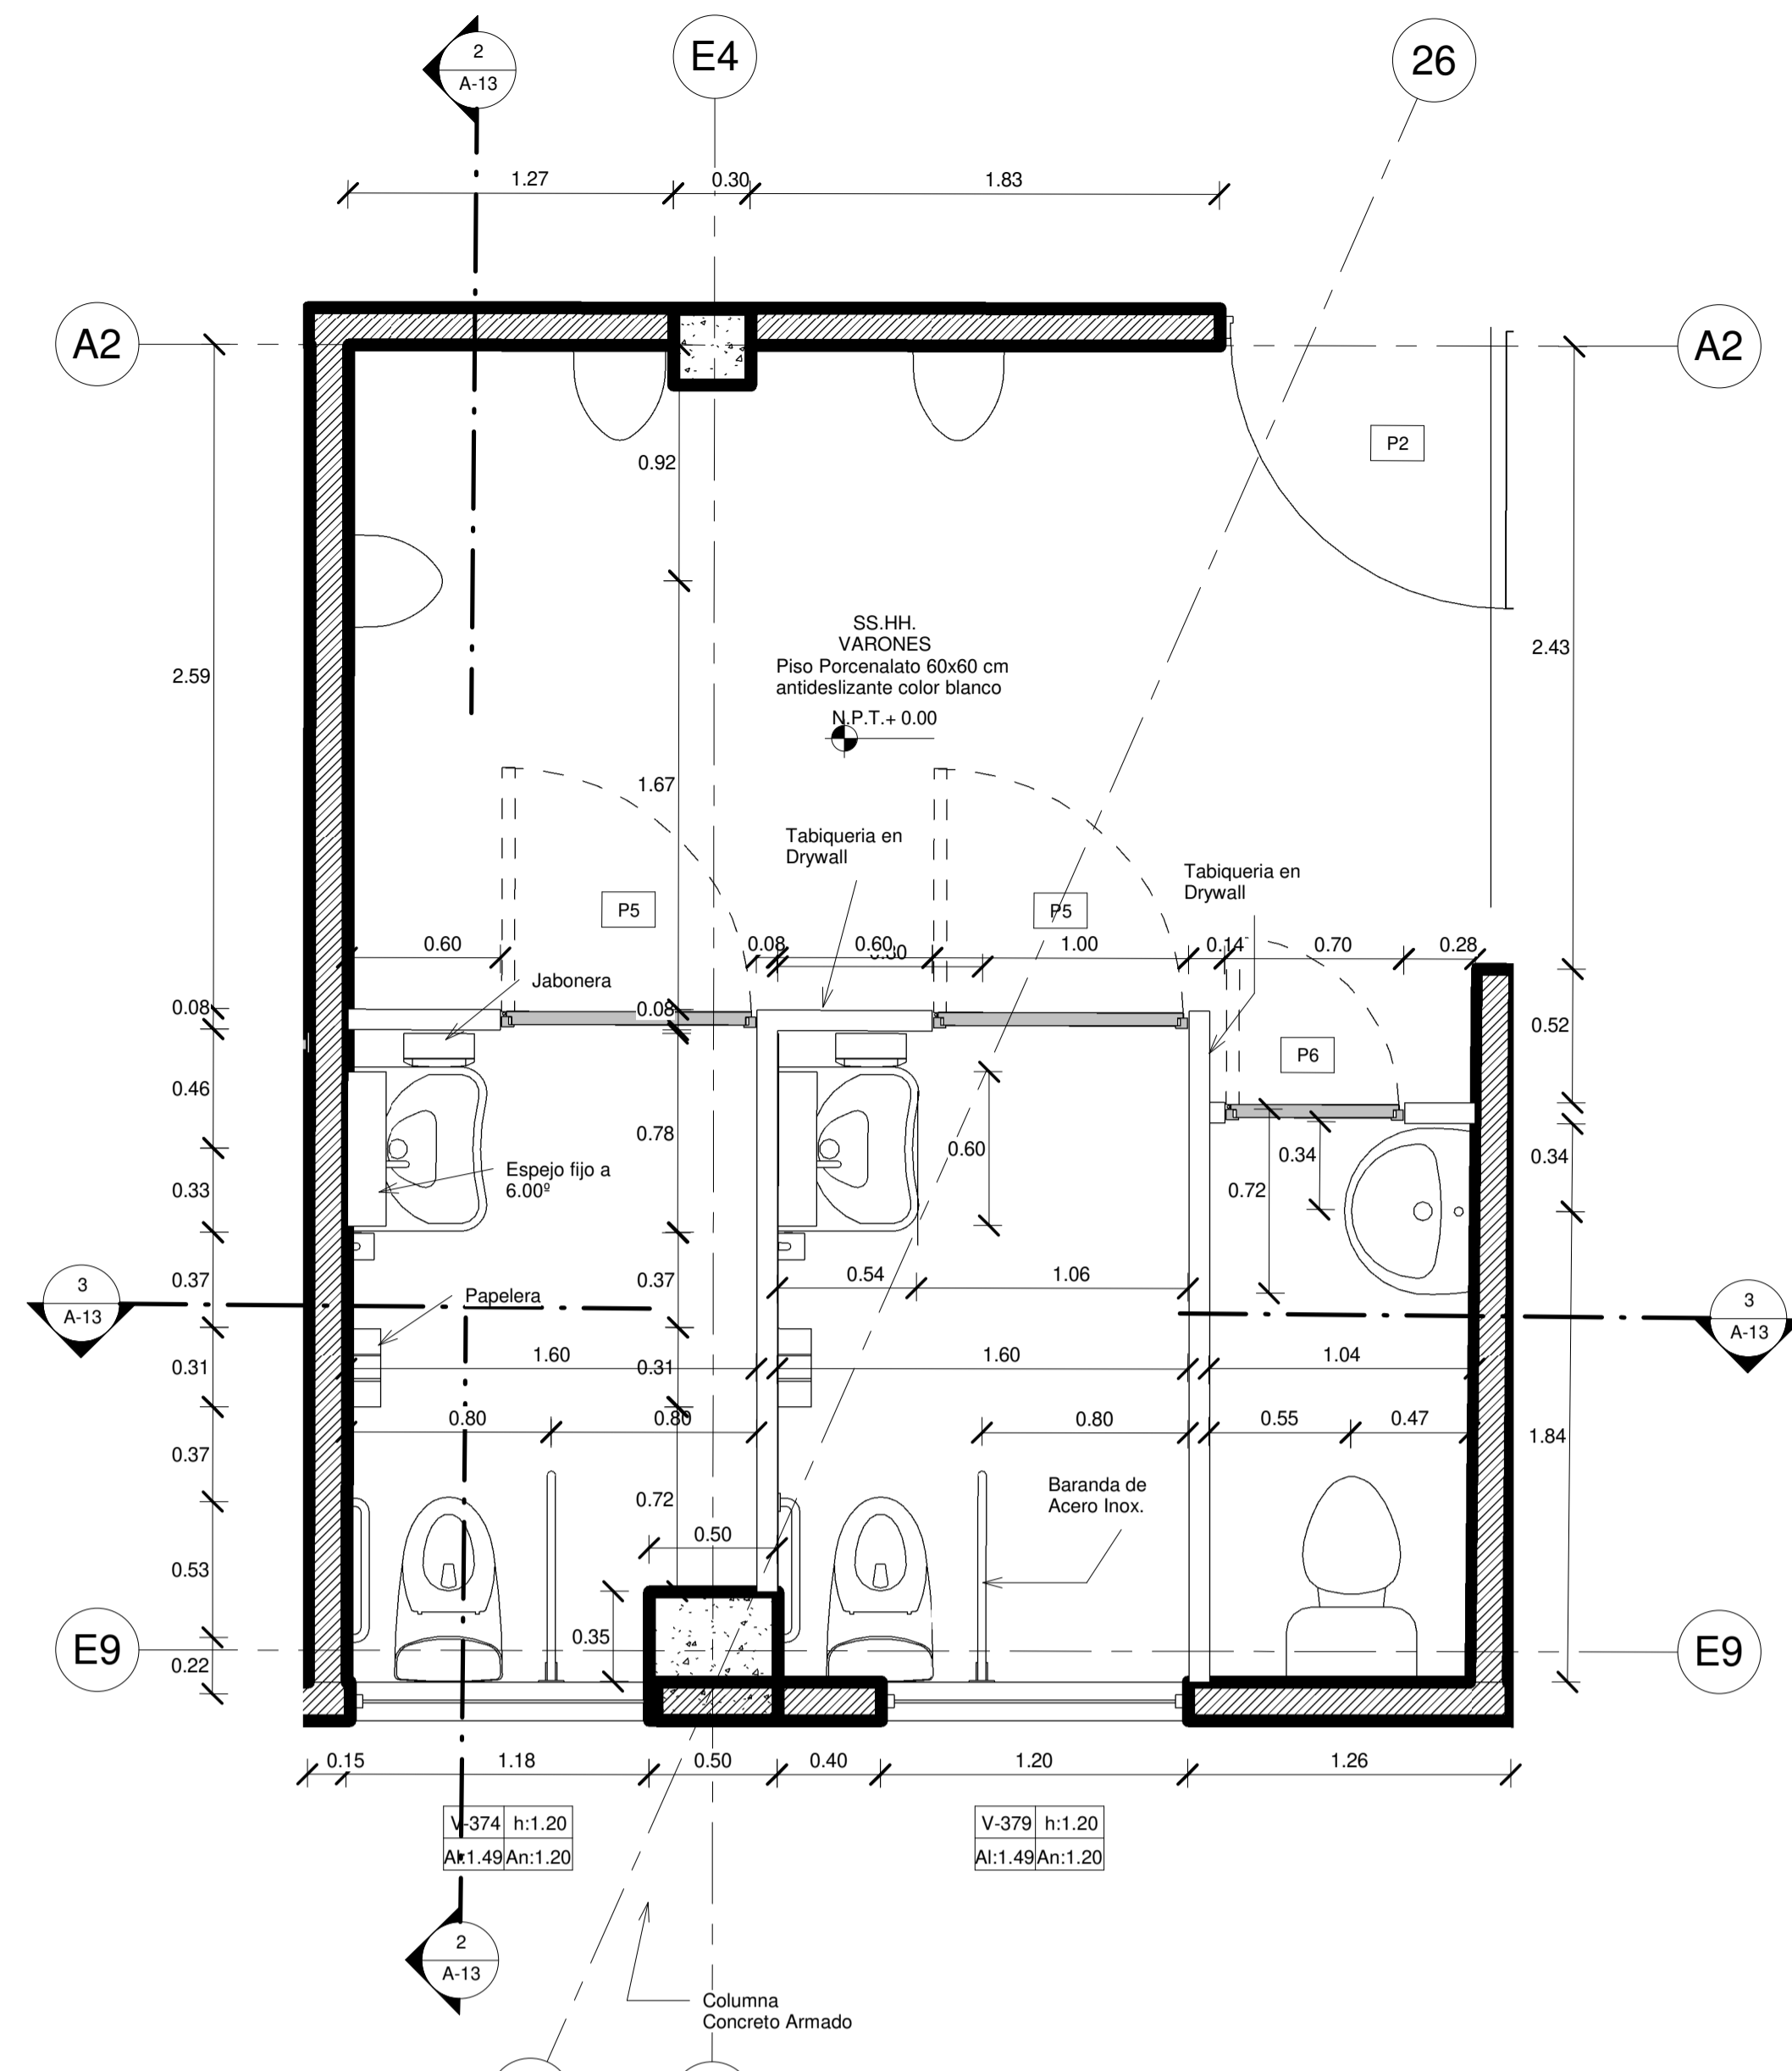 2
A-13
E4
26
1.27
0.30
1.83
A2
A2
P2
0.92
SS.HH.
VARONES
Piso Porcenalato 60x60 cm
antideslizante color blanco
N.P.T.+ 0.00
2.59
2.43
1.67
Tabiqueria en
Drywall
Tabiqueria en
Drywall
P5
P5
0.60
0.08
0.60
1.00
0.14
0.70
0.28
Jabonera
0.08
0.08
0.52
P6
0.46
0.78
0.60
0.34
0.34
Espejo fijo a
6.00º
0.33
0.72
3
A-13
0.37
0.37
0.54
1.06
Papelera
3
A-13
0.31
1.60
0.31
1.60
1.04
0.80
0.80
0.80
0.55
0.47
0.37
1.84
0.72
Baranda de
Acero Inox.
0.50
0.53
0.35
E9
E9
0.22
0.15
1.18
0.50
0.40
1.20
1.26
V-374 h:1.20
Al:1.49 An:1.20
V-379 h:1.20
Al:1.49 An:1.20
2
A-13
Columna
Concreto Armado